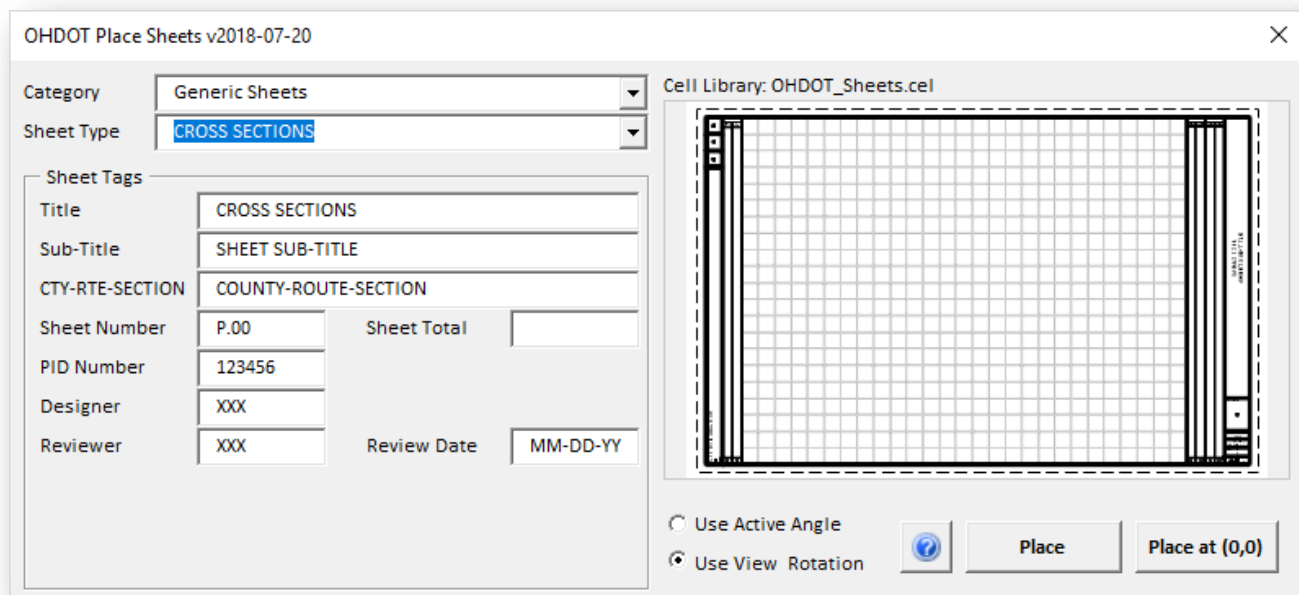 OHDOT Place Sheets v2018-07-20
Category Generic Sheets
Sheet Type CROSS SECTIONS
Sheet Tags
Title CROSS SECTIONS
Sub-Title SHEET SUB-TITLE
CTY-RTE-SECTION COUNTY-ROUTE-SECTION
Sheet Number P.00 Sheet Total
PID Number 123456
Designer XXX
Reviewer XXX Review Date MM-DD-YY
Cell Library: OHDOT_Sheets.cel
Use Active Angle
Use View Rotation
Place
Place at (0,0)